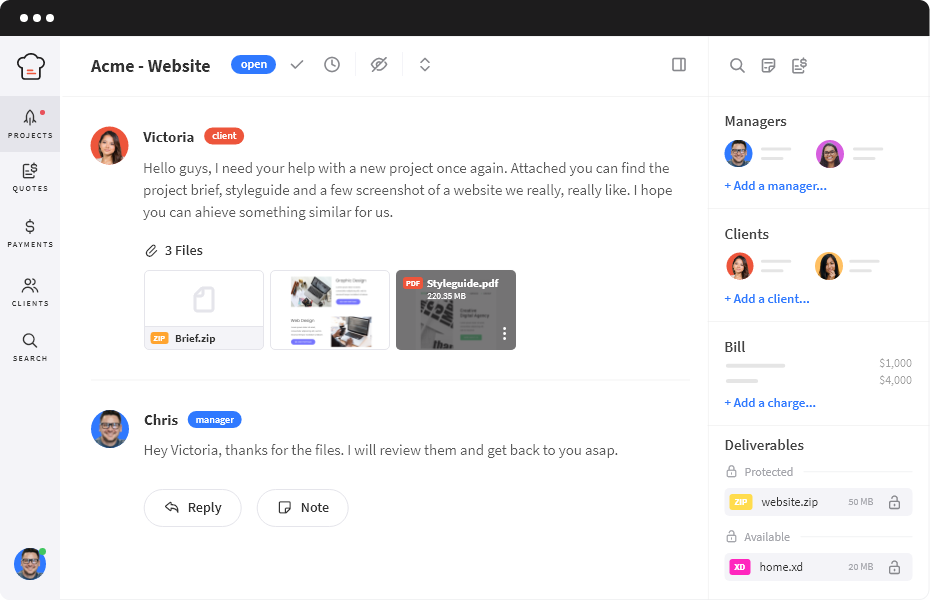 Acme - Website
open
PROJECTS
QUOTES
PAYMENTS
CLIENTS
SEARCH
Victoria
client
Hello guys, I need your help with a new project once again. Attached you can find the
project brief, styleguide and a few screenshot of a website we really, really like. I hope
you can ahieve something similar for us.
3 Files
ZIP Brief.zip
Graphic Design
Web Design
PDF Styleguide.pdf
220.35 MB
Creative
Digital Agency
Chris
manager
Hey Victoria, thanks for the files. I will review them and get back to you asap.
Reply
Note
Managers
+ Add a manager...
Clients
+ Add a client...
Bill
$1,000
$4,000
+ Add a charge...
Deliverables
Protected
ZIP website.zip 50 MB
Available
XD home.xd 20 MB